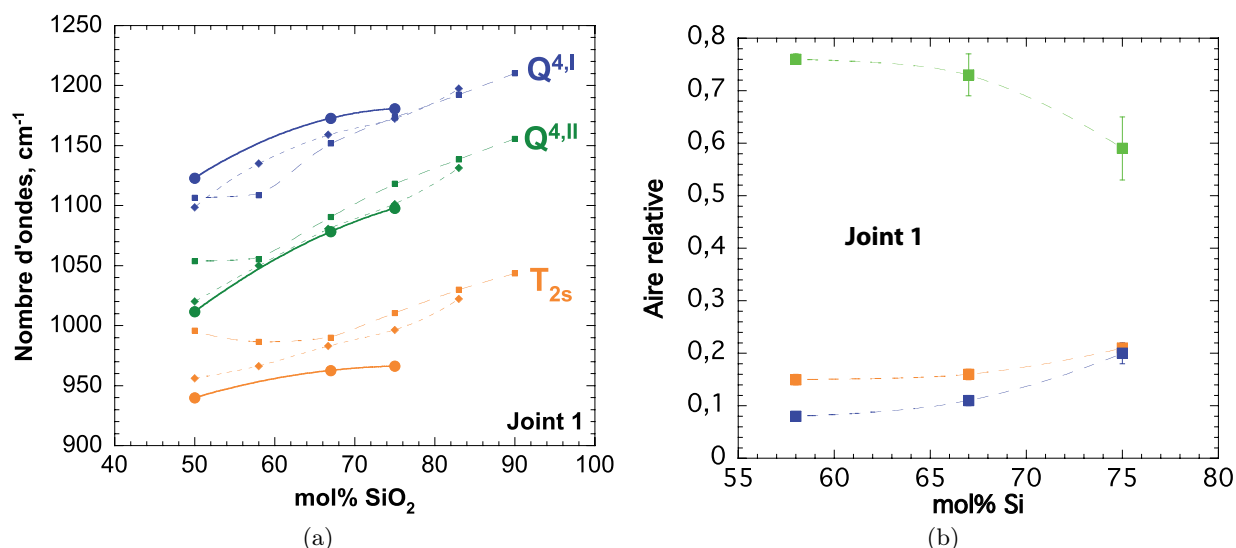 Nombre d'ondes, cm-1
1250
1200
1150
1100
1050
1000
950
900
40
50
60
70
80
90
100
mol% SiO2
Q4,I
Q4,II
T2s
Joint 1
(a)
Aire relative
0,8
0,7
0,6
0,5
0,4
0,3
0,2
0,1
0
55
60
65
70
75
80
mol% Si
Joint 1
(b)